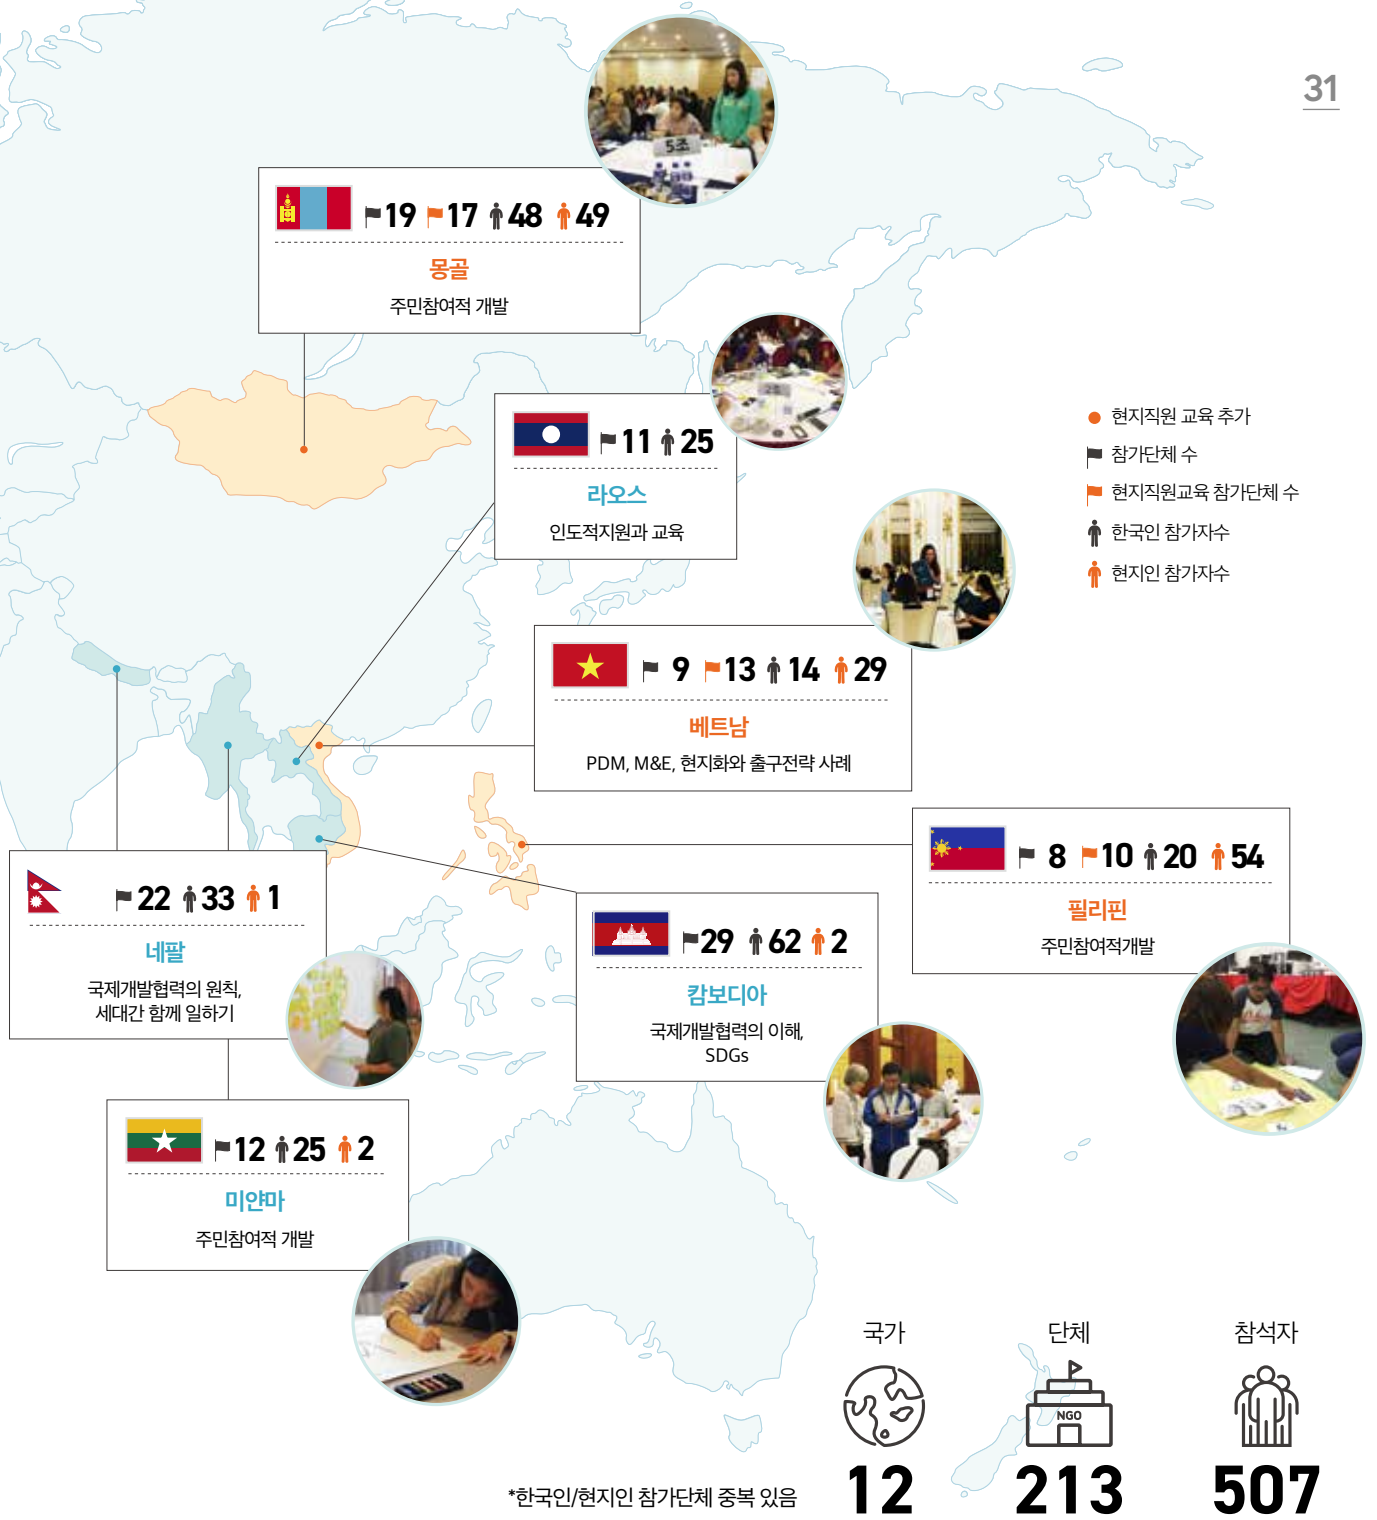 31
5조
19 17 48 49
몽골
주민참여적 개발
11 25
라오스
인도적지원과 교육
현지직원 교육 추가
참가단체 수
현지직원교육 참가단체 수
한국인 참가자수
현지인 참가자수
9 13 14 29
베트남
PDM, M&E, 현지화와 출구전략 사례
8 10 20 54
필리핀
주민참여적개발
22 33 1
네팔
국제개발협력의 원칙,
세대간 함께 일하기
29 62 2
캄보디아
국제개발협력의 이해,
SDGs
12 25 2
미얀마
주민참여적 개발
국가
12
단체
NGO
213
참석자
507
*한국인/현지인 참가단체 중복 있음